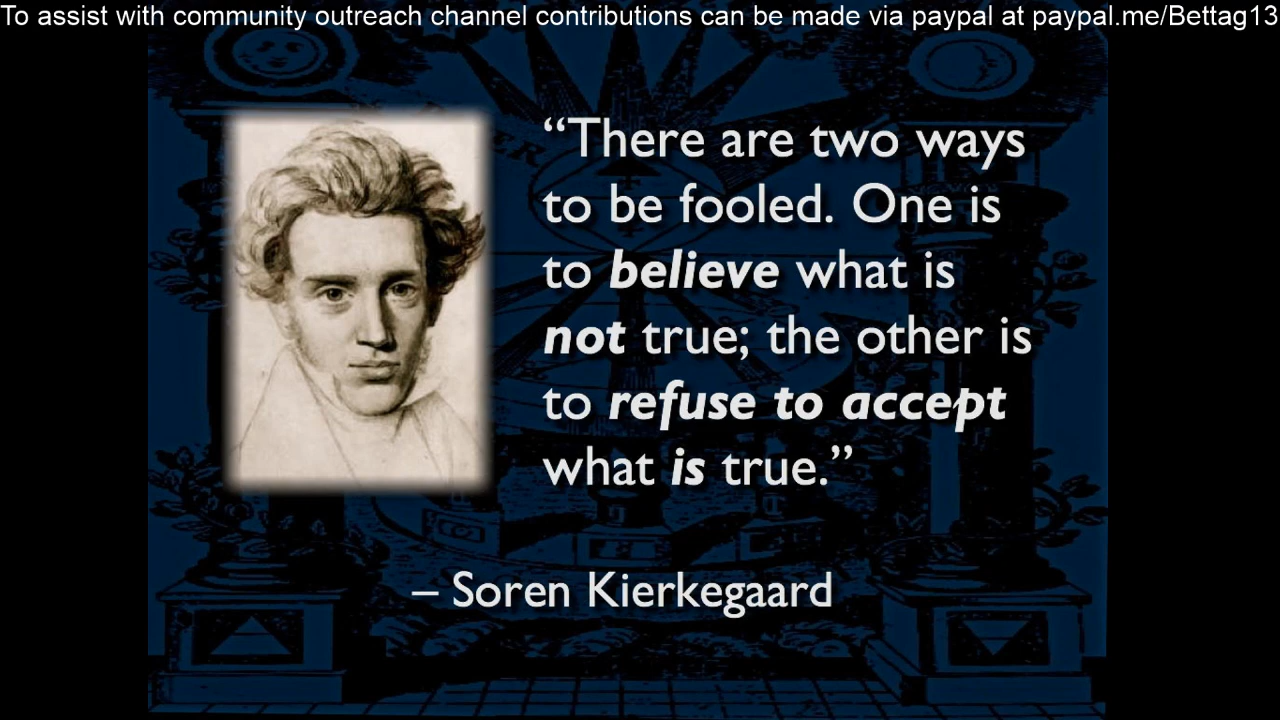 To assist with community outreach channel contributions can be made via paypal at paypal.me/Bettag13
“There are two ways
to be fooled. One is
to believe what is
not true; the other is
to refuse to accept
what is true.”
– Soren Kierkegaard